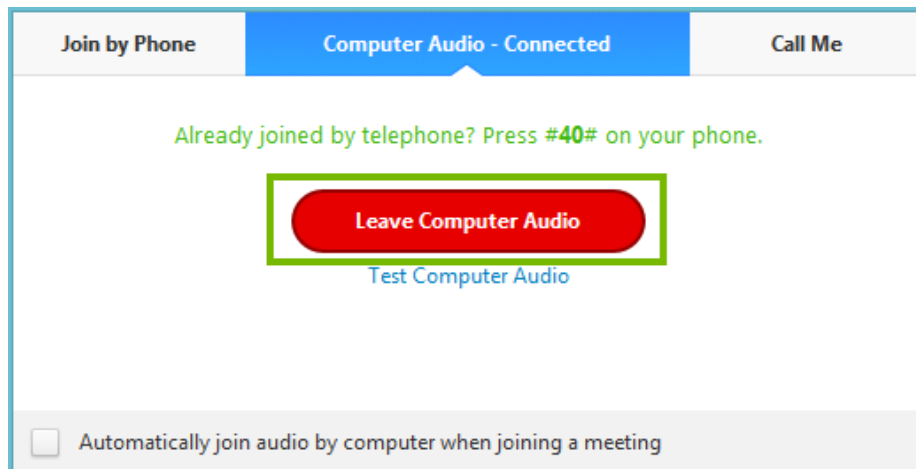 Join by Phone
Computer Audio - Connected
Call Me
Already joined by telephone? Press #40# on your phone.
Leave Computer Audio
Test Computer Audio
Automatically join audio by computer when joining a meeting